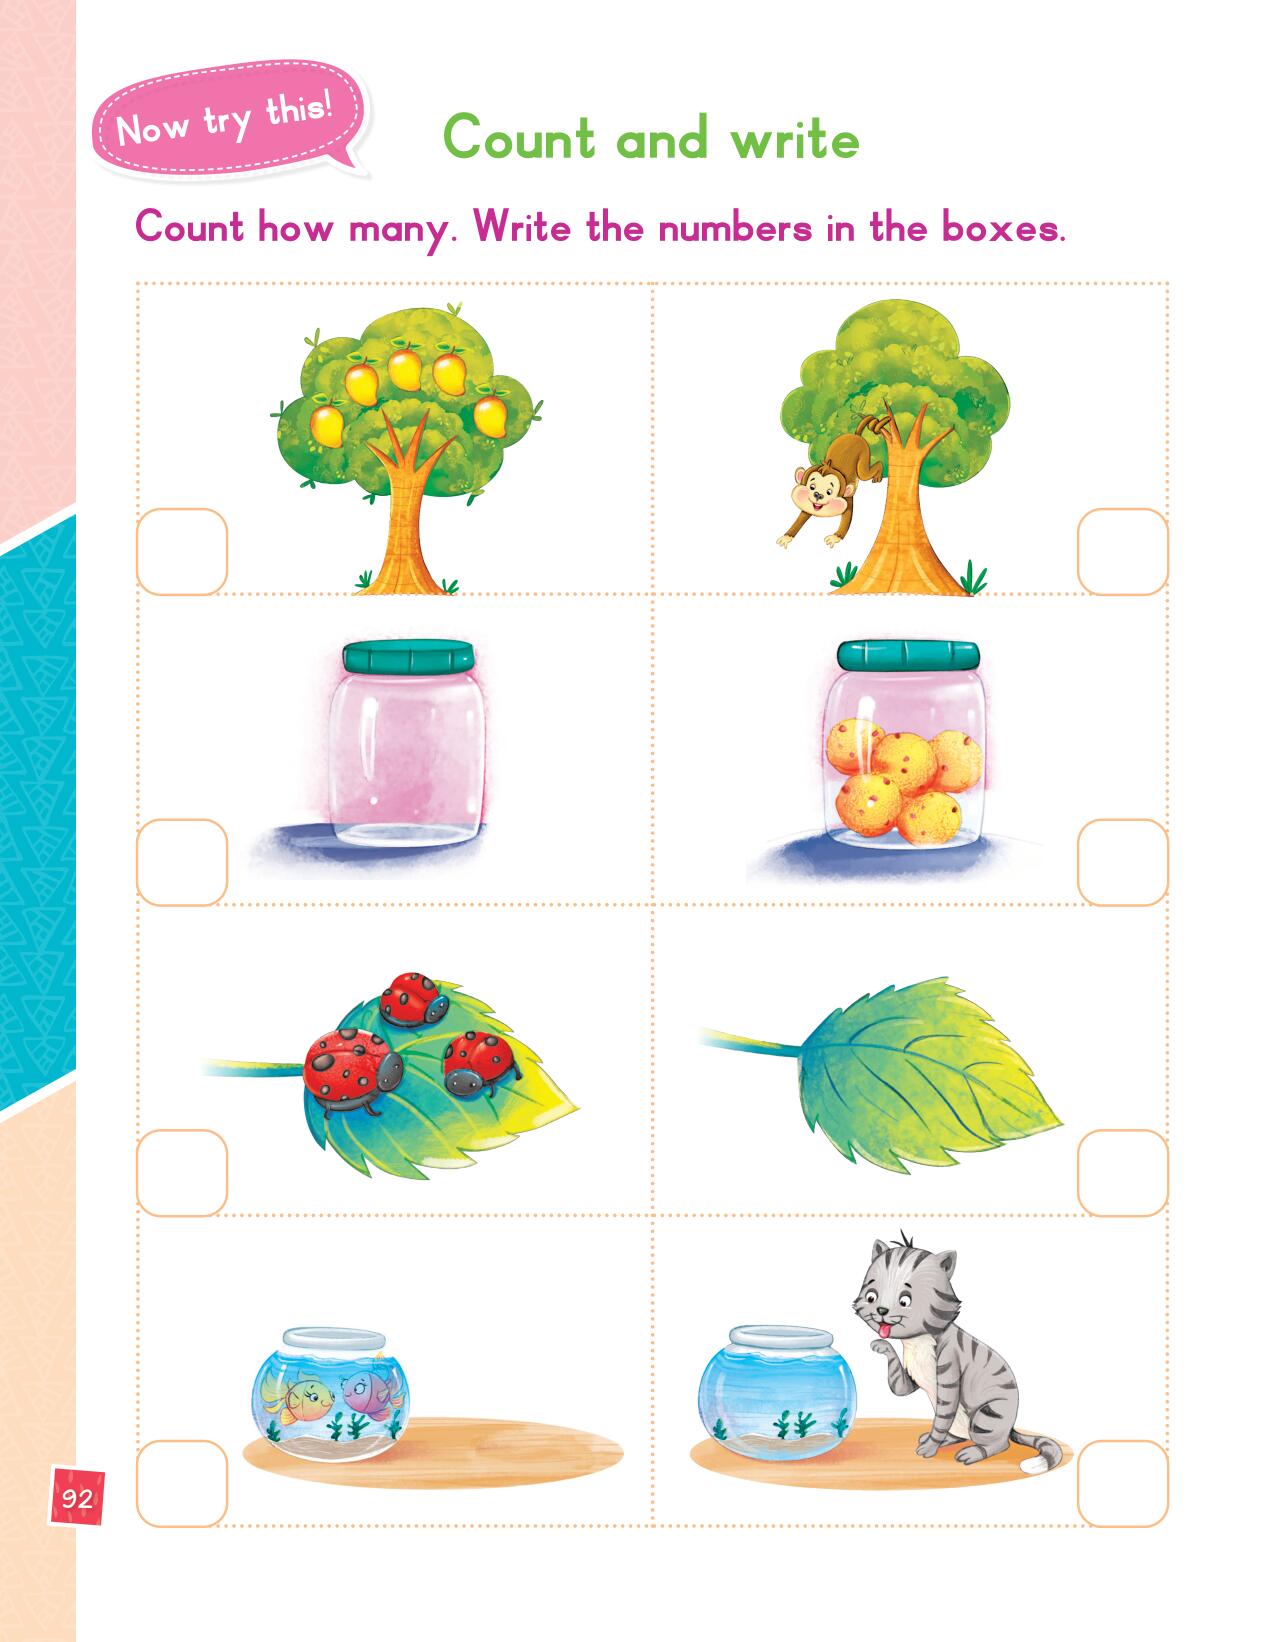 Now try this!
Count and write
Count how many. Write the numbers in the boxes.
92